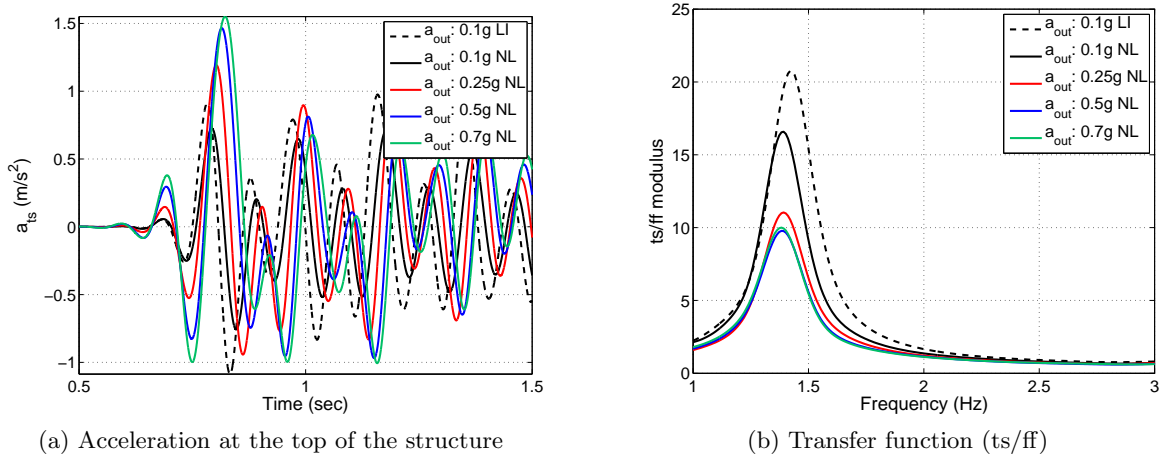 1.5
1
0.5
0
−0.5
−1
0.5
1
1.5
a_ts (m/s²)
Time (sec)
a_out: 0.1g LI
a_out: 0.1g NL
a_out: 0.25g NL
a_out: 0.5g NL
a_out: 0.7g NL
(a) Acceleration at the top of the structure
25
20
15
10
5
0
1
1.5
2
2.5
3
ts/ff modulus
Frequency (Hz)
a_out: 0.1g LI
a_out: 0.1g NL
a_out: 0.25g NL
a_out: 0.5g NL
a_out: 0.7g NL
(b) Transfer function (ts/ff)